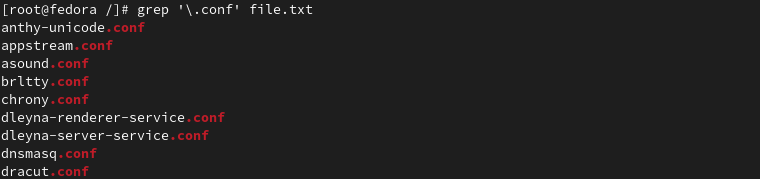 [root@fedora /]# grep '\.conf' file.txt
anthy-unicode.conf
appstream.conf
asound.conf
brltty.conf
chrony.conf
dleyna-renderer-service.conf
dleyna-server-service.conf
dnsmasq.conf
dracut.conf